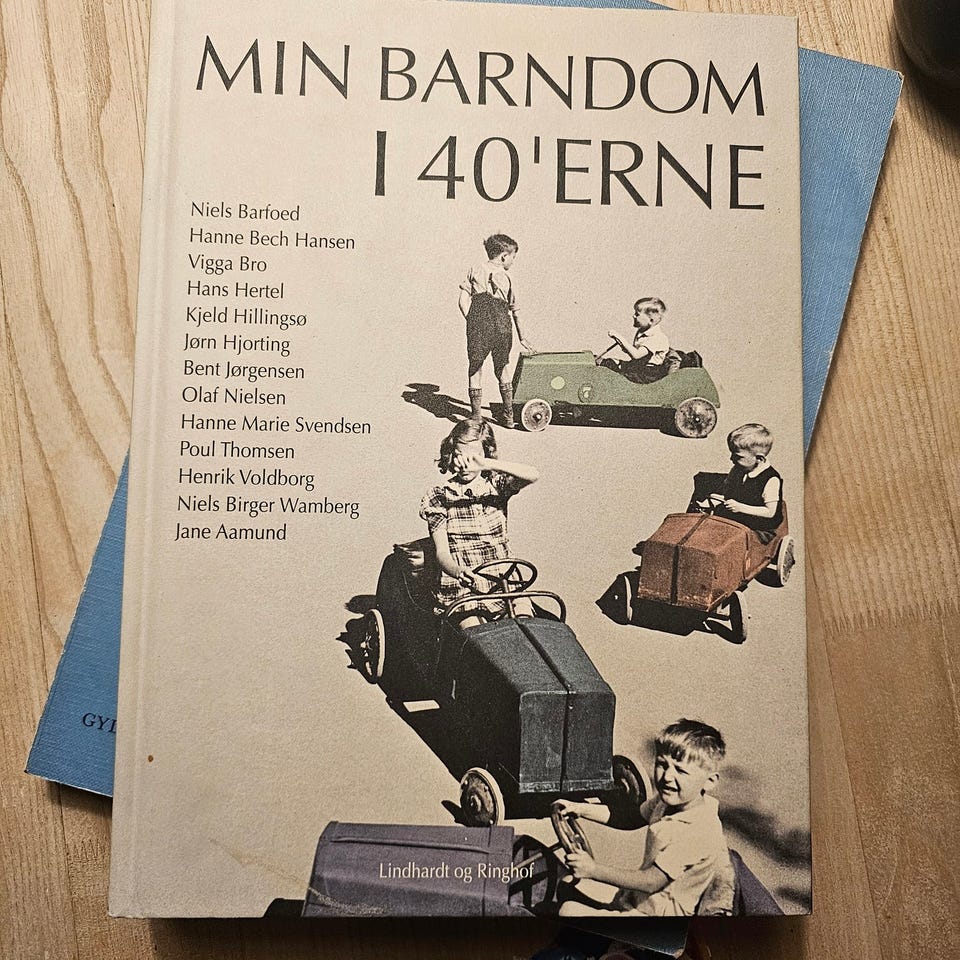 MIN BARNDOM
I 40'ERNE
Niels Barfoed
Hanne Bech Hansen
Vigga Bro
Hans Hertel
Kjeld Hillingsø
Jørn Hjorting
Bent Jørgensen
Olaf Nielsen
Hanne Marie Svendsen
Poul Thomsen
Henrik Voldborg
Niels Birger Wamberg
Jane Aamund
Lindhardt og Ringhof